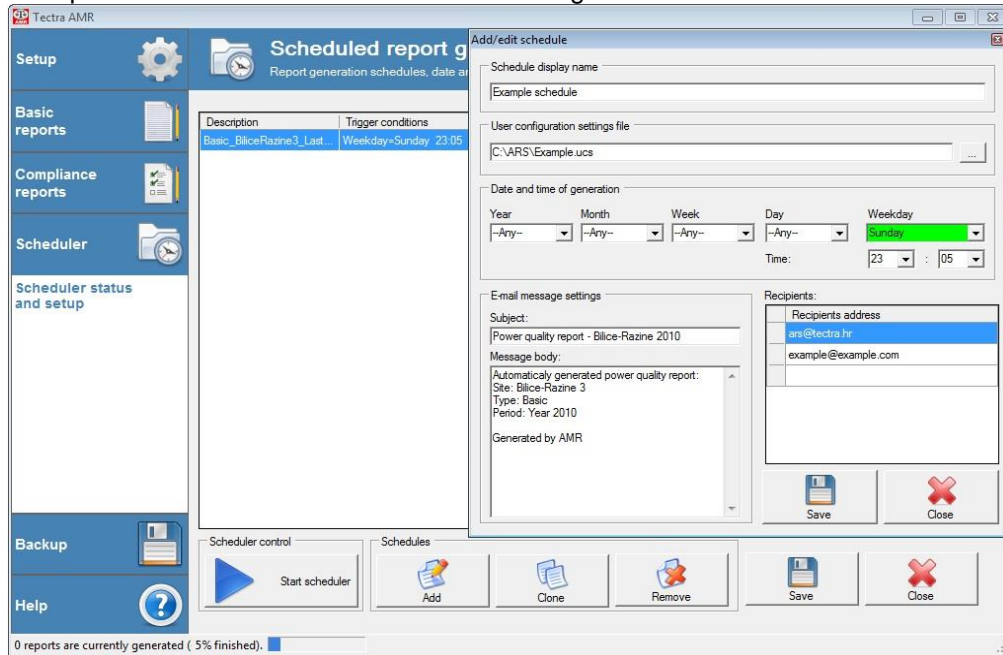 AMR
Tectra AMR
Setup
Basic
reports
Compliance
reports
Scheduler
Scheduler status
and setup
Backup
Help
Scheduled report g
Report generation schedules, date ar
Description Trigger conditions
Basic_BiliceRazine3_Last... Weekday=Sunday 23:05
Scheduler control
Start scheduler
Schedules
Add Clone Remove
Save Close
Add/edit schedule
Schedule display name
Example schedule
User configuration settings file
C:\ARS\Example.ucs
...
Date and time of generation
Year Month Week Day Weekday
--Any-- --Any-- --Any-- --Any-- Sunday
Time: 23 : 05
E-mail message settings
Subject:
Power quality report - Bilice-Razine 2010
Message body:
Automaticaly generated power quality report:
Site: Bilice-Razine 3
Type: Basic
Period: Year 2010
Generated by AMR
Recipients:
Recipients address
ars@tectra.hr
example@example.com
Save Close
0 reports are currently generated ( 5% finished).